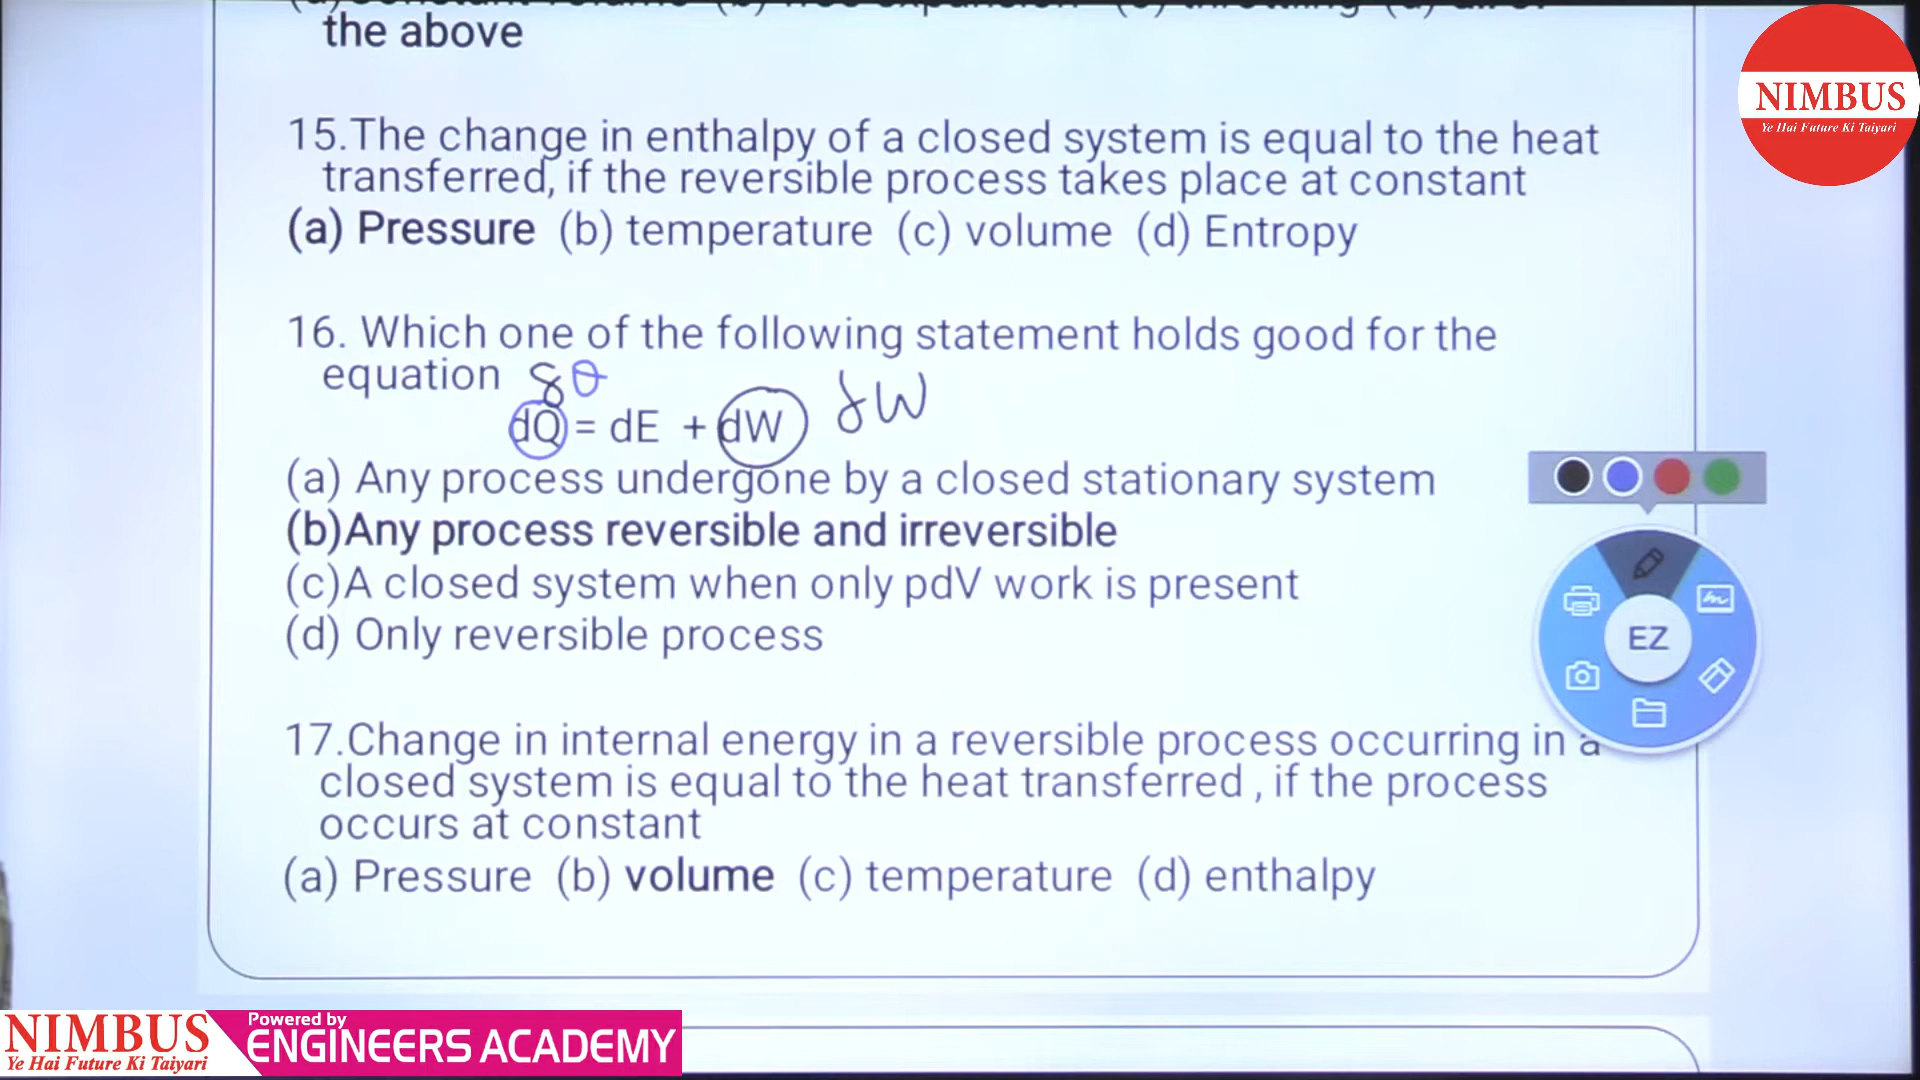 the above
NIMBUS
Ye Hai Future Ki Taiyari
15.The change in enthalpy of a closed system is equal to the heat
transferred, if the reversible process takes place at constant
(a) Pressure (b) temperature (c) volume (d) Entropy
16. Which one of the following statement holds good for the
equation δQ
dQ = dE + dW δW
(a) Any process undergone by a closed stationary system
(b)Any process reversible and irreversible
(c)A closed system when only pdV work is present
(d) Only reversible process
EZ
17.Change in internal energy in a reversible process occurring in a
closed system is equal to the heat transferred , if the process
occurs at constant
(a) Pressure (b) volume (c) temperature (d) enthalpy
NIMBUS
Ye Hai Future Ki Taiyari
Powered by
ENGINEERS ACADEMY